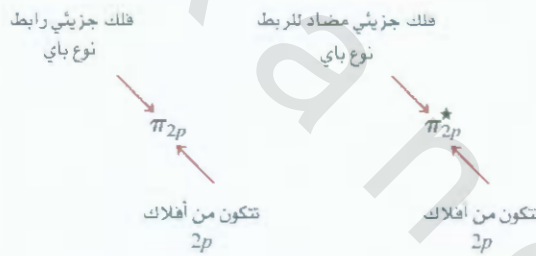 فلك جزيئي مضاد للربط
نوع باي
π*2p
تتكون من أفلاك
2p
فلك جزيئي رابط
نوع باي
π2p
تتكون من أفلاك
2p